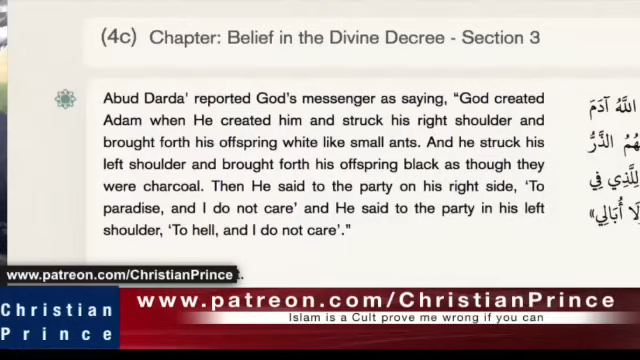 (4c) Chapter: Belief in the Divine Decree - Section 3
Abud Darda' reported God's messenger as saying, "God created
Adam when He created him and struck his right shoulder and
brought forth his offspring white like small ants. And he struck his
left shoulder and brought forth his offspring black as though they
were charcoal. Then He said to the party on his right side, 'To
paradise, and I do not care' and He said to the party in his left
shoulder, 'To hell, and I do not care'."
اللَّهُ آدَمَ
هُمُ الذَّرُّ
لِلَّذِي فِي
لَا أُبَالِي»
www.patreon.com/ChristianPrince
Christian
Prince
www.patreon.com/ChristianPrince
Islam is a Cult prove me wrong if you can